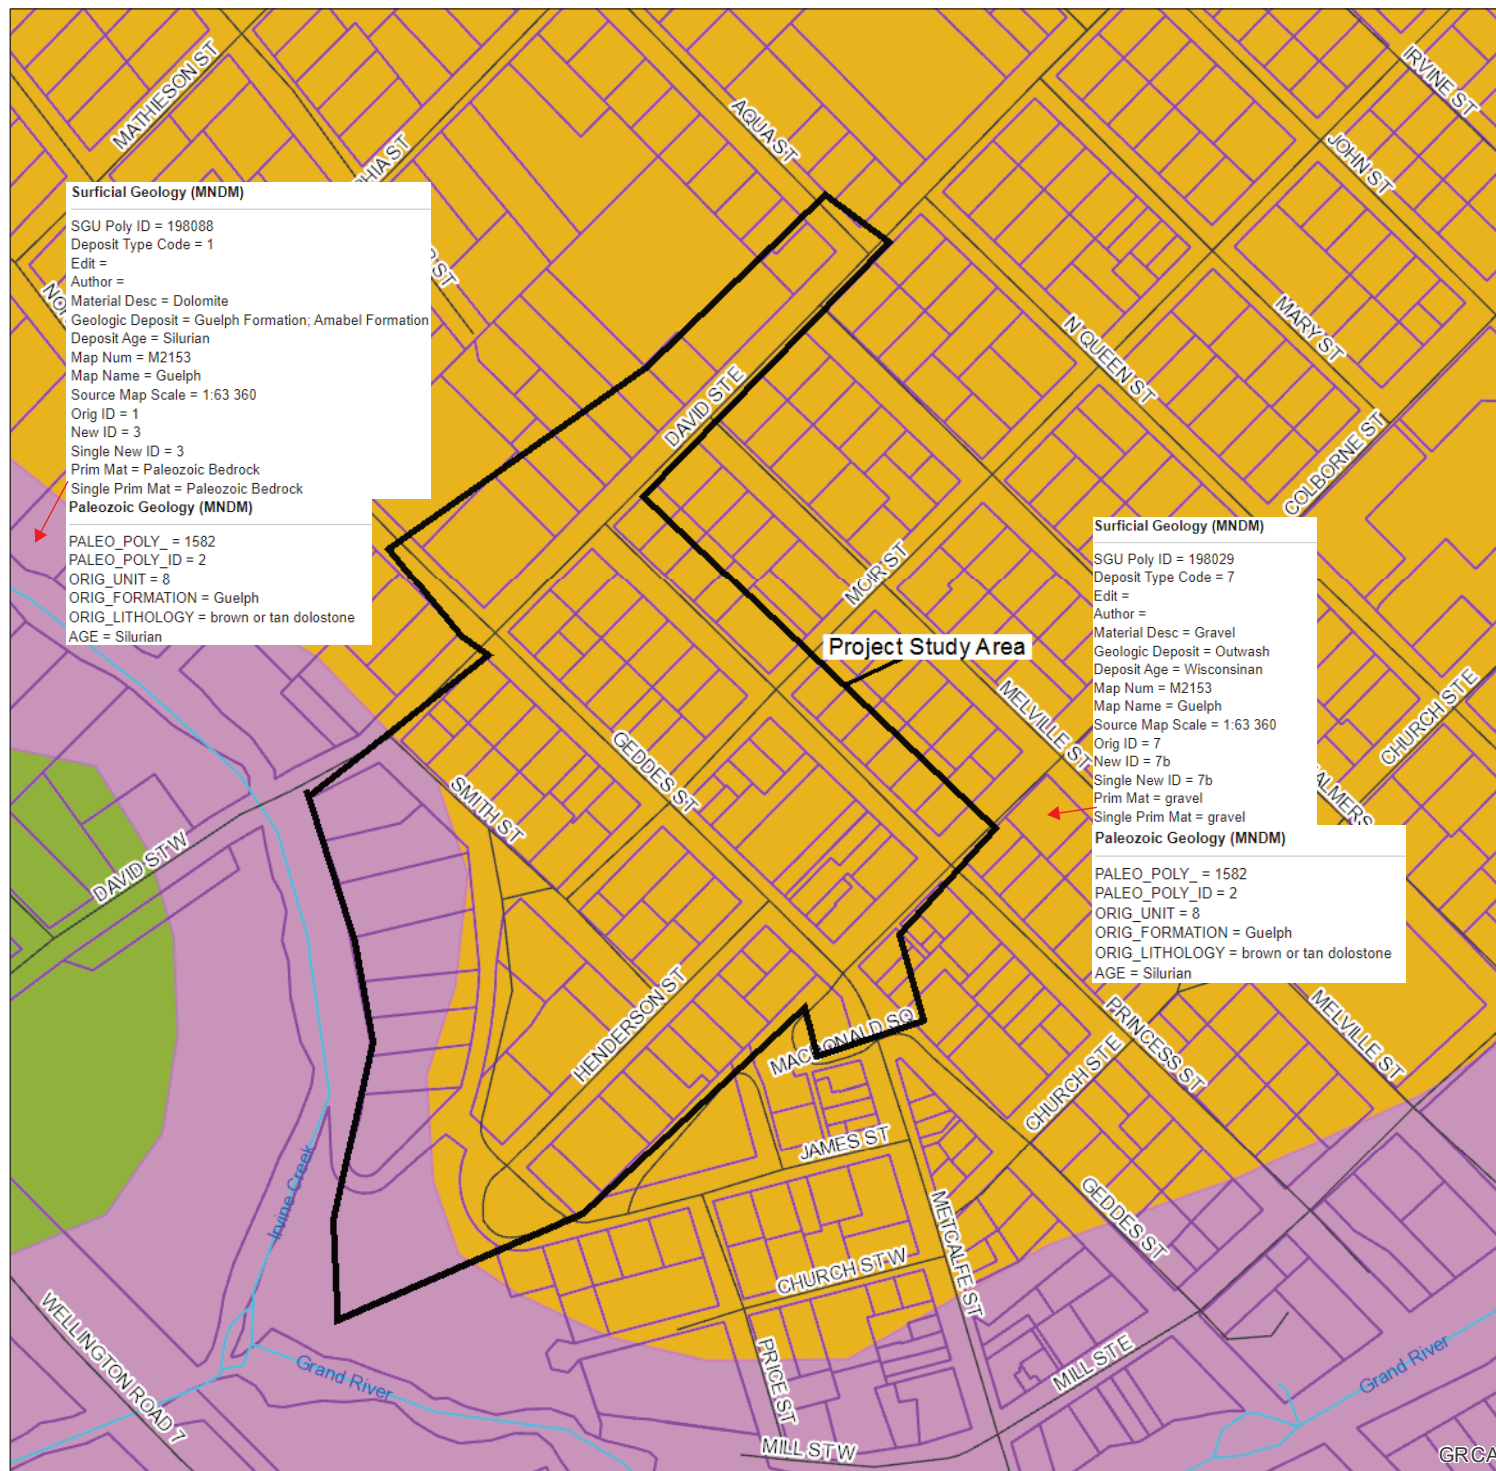 MATHIESON ST
AQUA ST
IRVINE ST
JOHN ST
MARY ST
N QUEEN ST
COLBORNE ST
DAVID ST E
MOIR ST
Surficial Geology (MNDM)
SGU Poly ID = 198088
Deposit Type Code = 1
Edit =
Author =
Material Desc = Dolomite
Geologic Deposit = Guelph Formation; Amabel Formation
Deposit Age = Silurian
Map Num = M2153
Map Name = Guelph
Source Map Scale = 1:63 360
Orig ID = 1
New ID = 3
Single New ID = 3
Prim Mat = Paleozoic Bedrock
Single Prim Mat = Paleozoic Bedrock
Paleozoic Geology (MNDM)
PALEO_POLY_ = 1582
PALEO_POLY_ID = 2
ORIG_UNIT = 8
ORIG_FORMATION = Guelph
ORIG_LITHOLOGY = brown or tan dolostone
AGE = Silurian
Project Study Area
Surficial Geology (MNDM)
SGU Poly ID = 198029
Deposit Type Code = 7
Edit =
Author =
Material Desc = Gravel
Geologic Deposit = Outwash
Deposit Age = Wisconsinan
Map Num = M2153
Map Name = Guelph
Source Map Scale = 1:63 360
Orig ID = 7
New ID = 7b
Single New ID = 7b
Prim Mat = gravel
Single Prim Mat = gravel
Paleozoic Geology (MNDM)
PALEO_POLY_ = 1582
PALEO_POLY_ID = 2
ORIG_UNIT = 8
ORIG_FORMATION = Guelph
ORIG_LITHOLOGY = brown or tan dolostone
AGE = Silurian
MELVILLE ST
CHURCH ST E
GEDDES ST
SMITH ST
DAVID ST W
HENDERSON ST
MACDONALD SQ
PRINCESS ST
MELVILLE ST
CHURCH ST E
JAMES ST
METCALFE ST
GEDDES ST
CHURCH ST W
Irvine Creek
WELLINGTON ROAD 7
Grand River
PRICE ST
MILL ST E
MILL ST W
Grand River
GRCA